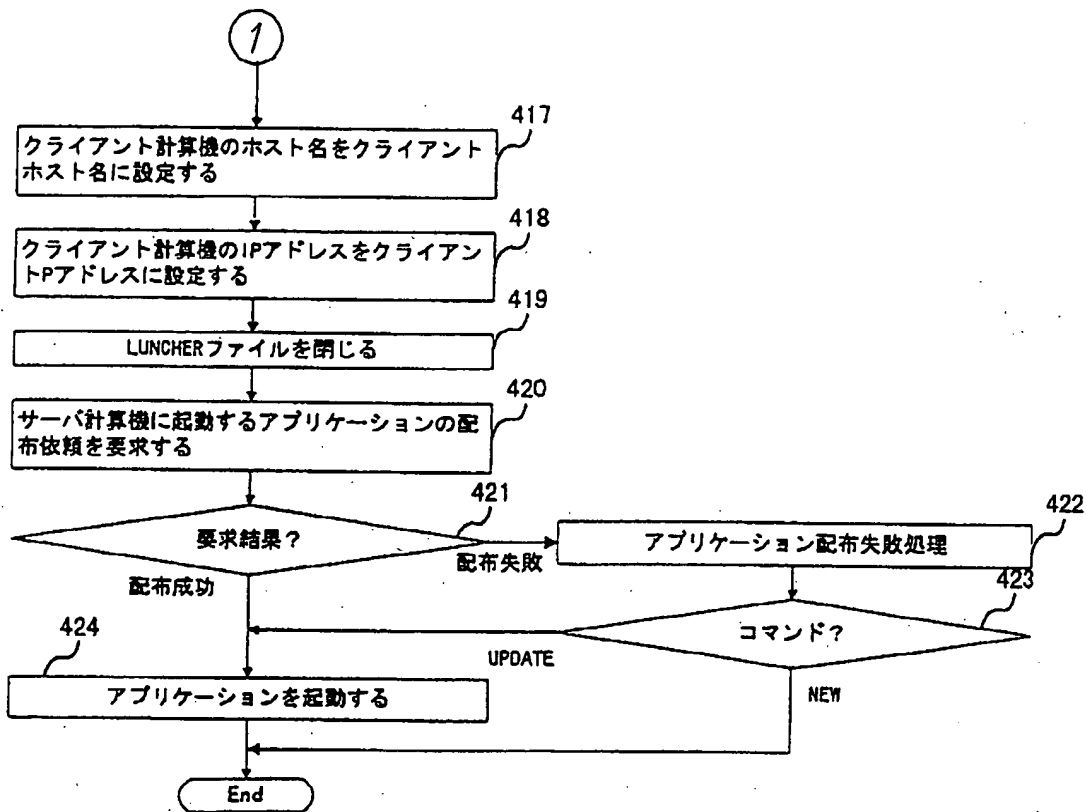 1
417
クライアント計算機のホスト名をクライアント
ホスト名に設定する
418
クライアント計算機のIPアドレスをクライアン
トPアドレスに設定する
419
LUNCHERファイルを閉じる
420
サーバ計算機に起動するアプリケーションの配
布依頼を要求する
421
要求結果?
配布失敗
配布成功
422
アプリケーション配布失敗処理
423
コマンド?
UPDATE
NEW
424
アプリケーションを起動する
End